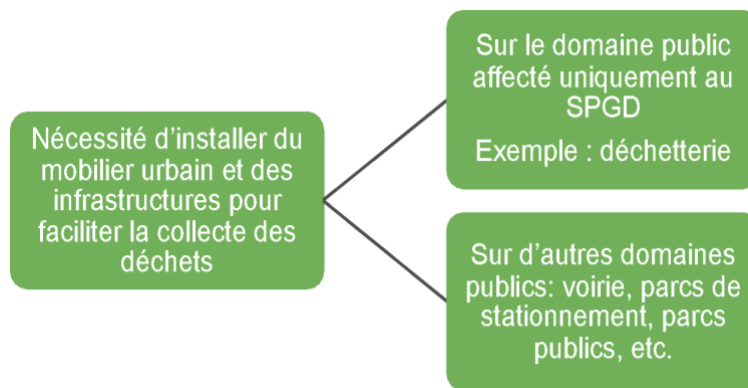 Nécessité d'installer du
mobilier urbain et des
infrastructures pour
faciliter la collecte des
déchets
Sur le domaine public
affecté uniquement au
SPGD
Exemple : déchetterie
Sur d'autres domaines
publics: voirie, parcs de
stationnement, parcs
publics, etc.